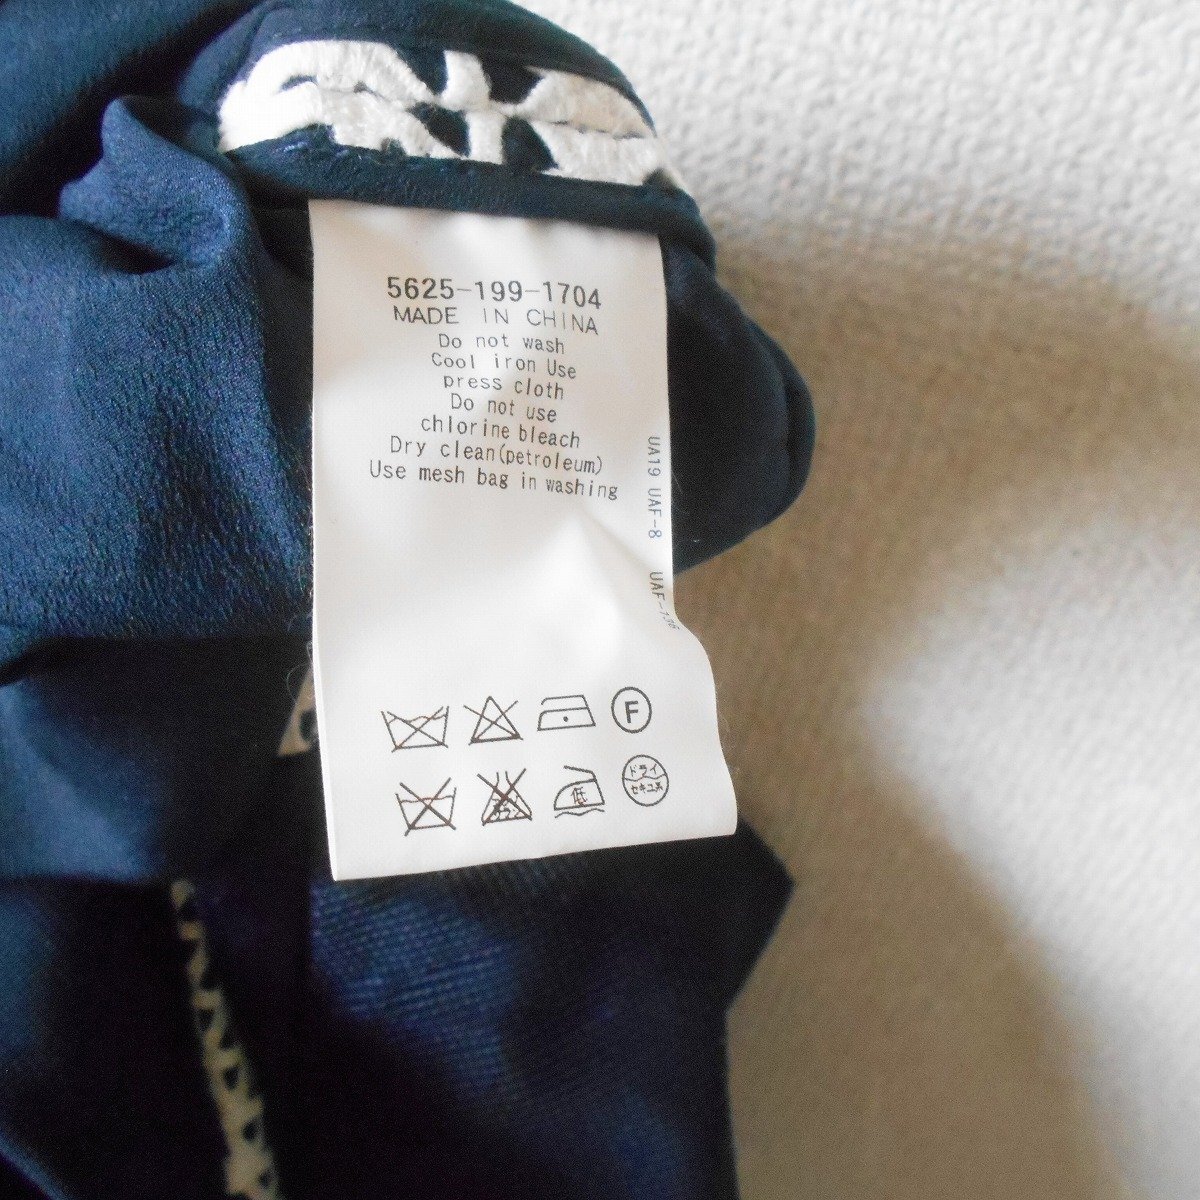 5625-199-1704
MADE IN CHINA
Do not wash
Cool iron Use
press cloth
Do not use
chlorine bleach
Dry clean(petroleum)
Use mesh bag in washing
UA19 UAF-8 UAF-136
F
低
ドライ
セキユ系